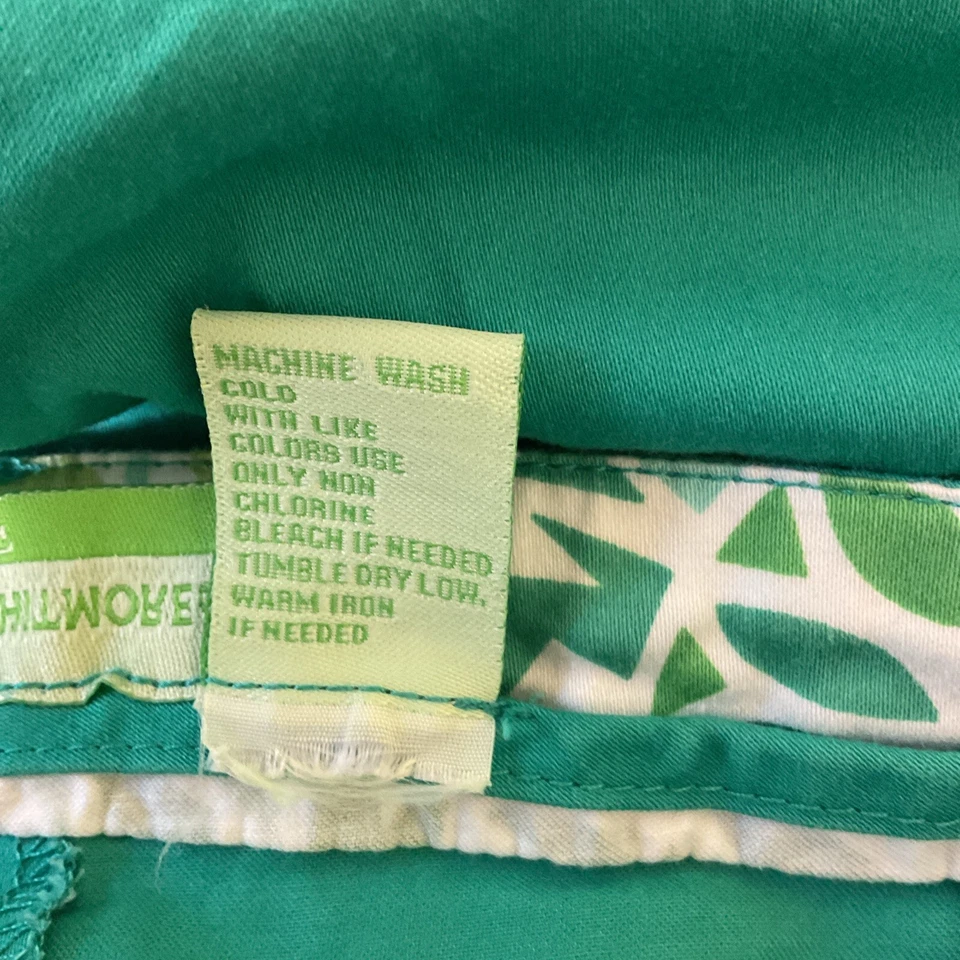 MACHINE WASH
COLD
WITH LIKE
COLORS USE
ONLY NON
CHLORINE
BLEACH IF NEEDED
TUMBLE DRY LOW,
WARM IRON
IF NEEDED
HITMORE